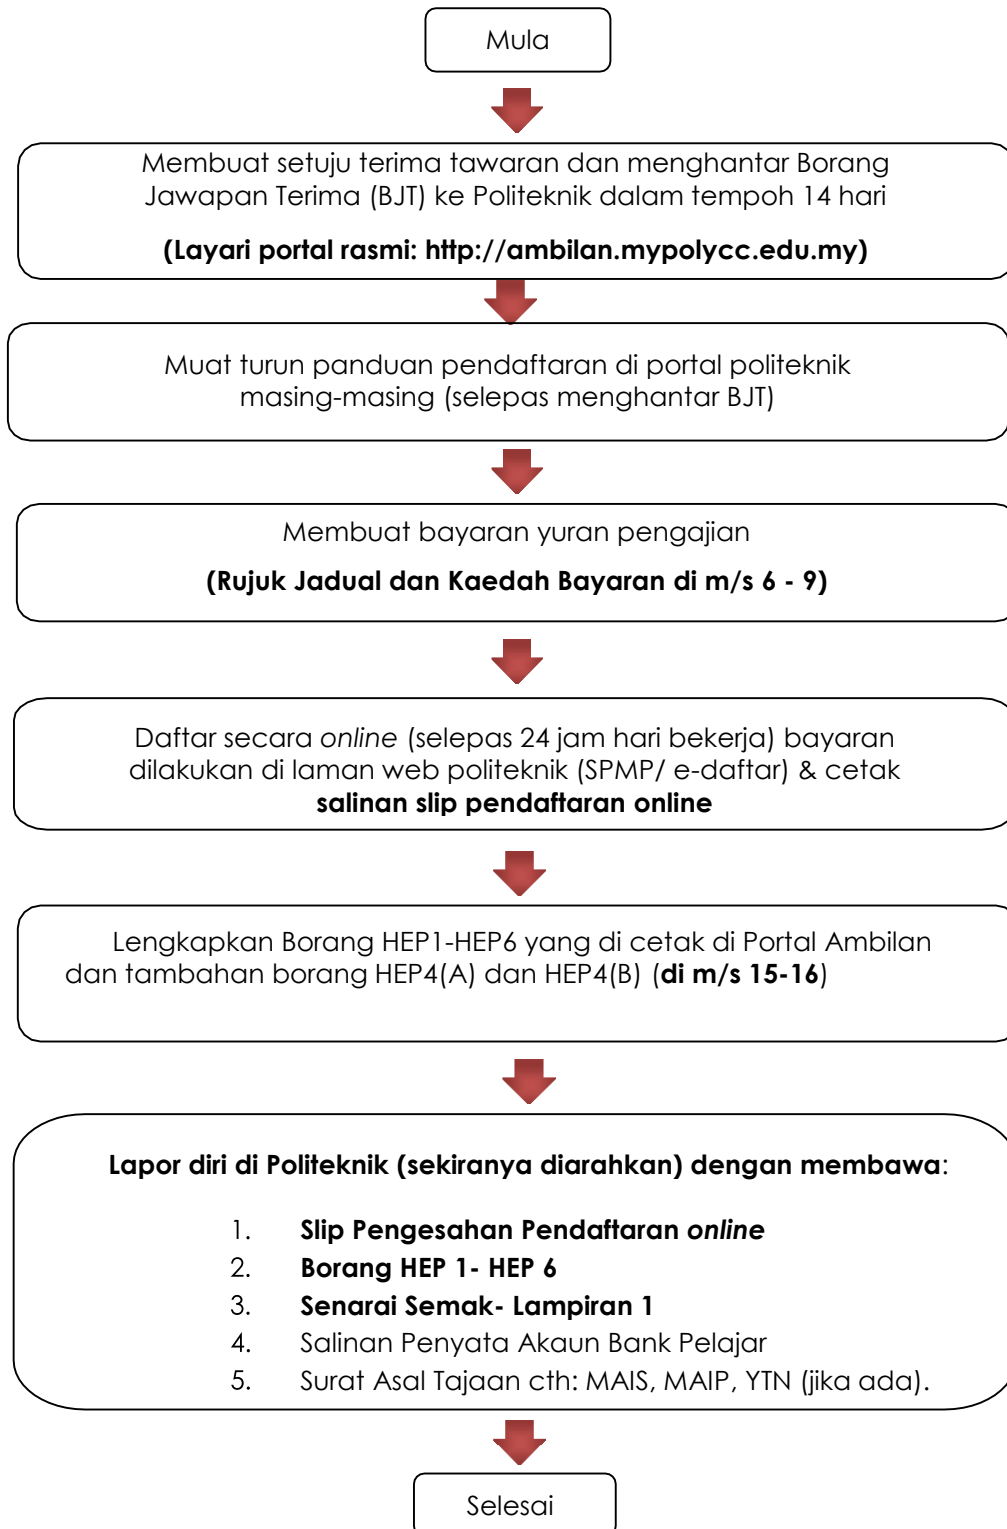 Mula
Membuat setuju terima tawaran dan menghantar Borang
Jawapan Terima (BJT) ke Politeknik dalam tempoh 14 hari
(Layari portal rasmi: http://ambilan.mypolycc.edu.my)
Muat turun panduan pendaftaran di portal politeknik
masing-masing (selepas menghantar BJT)
Membuat bayaran yuran pengajian
(Rujuk Jadual dan Kaedah Bayaran di m/s 6 - 9)
Daftar secara online (selepas 24 jam hari bekerja) bayaran
dilakukan di laman web politeknik (SPMP/ e-daftar) & cetak
salinan slip pendaftaran online
Lengkapkan Borang HEP1-HEP6 yang di cetak di Portal Ambilan
dan tambahan borang HEP4(A) dan HEP4(B) (di m/s 15-16)
Lapor diri di Politeknik (sekiranya diarahkan) dengan membawa:
1. Slip Pengesahan Pendaftaran online
2. Borang HEP 1- HEP 6
3. Senarai Semak- Lampiran 1
4. Salinan Penyata Akaun Bank Pelajar
5. Surat Asal Tajaan cth: MAIS, MAIP, YTN (jika ada).
Selesai